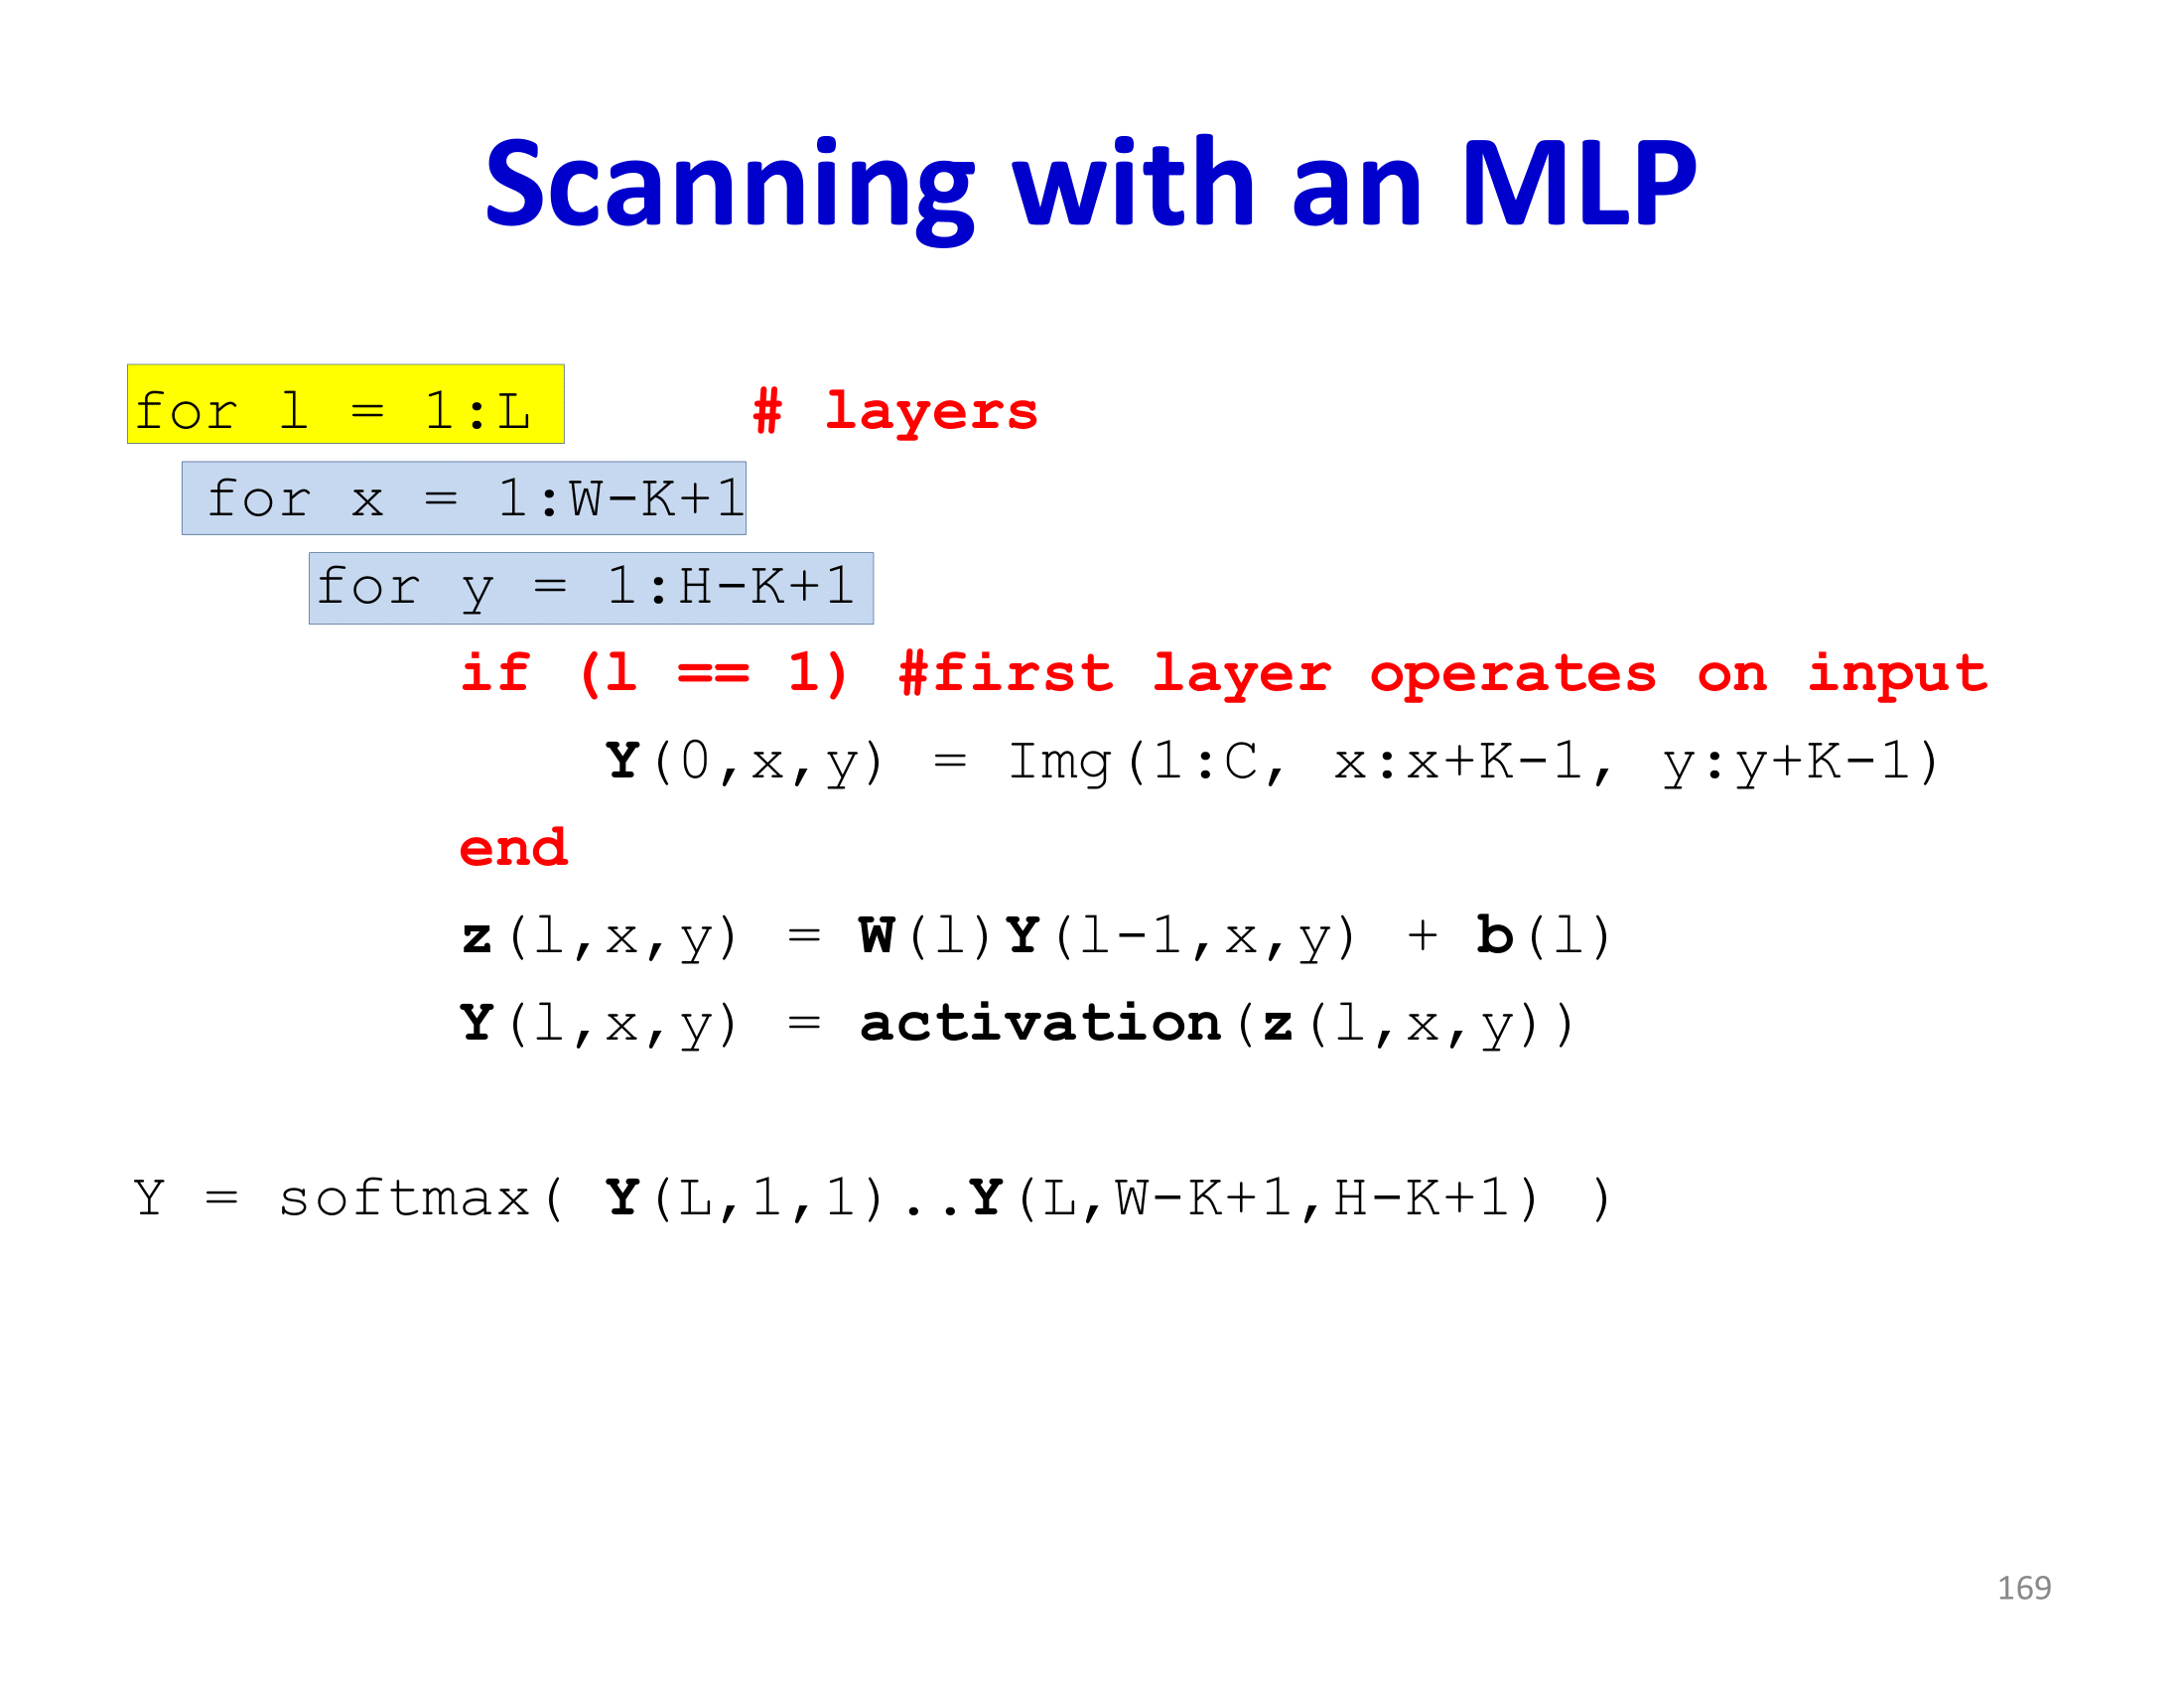 Scanning with an MLP
for l = 1:L # layers
for x = 1:W-K+1
for y = 1:H-K+1
if (l == 1) #first layer operates on input
Y(0,x,y) = Img(1:C, x:x+K-1, y:y+K-1)
end
z(l,x,y) = W(l)Y(l-1,x,y) + b(l)
Y(l,x,y) = activation(z(l,x,y))
Y = softmax( Y(L,1,1)..Y(L,W-K+1,H-K+1) )
169